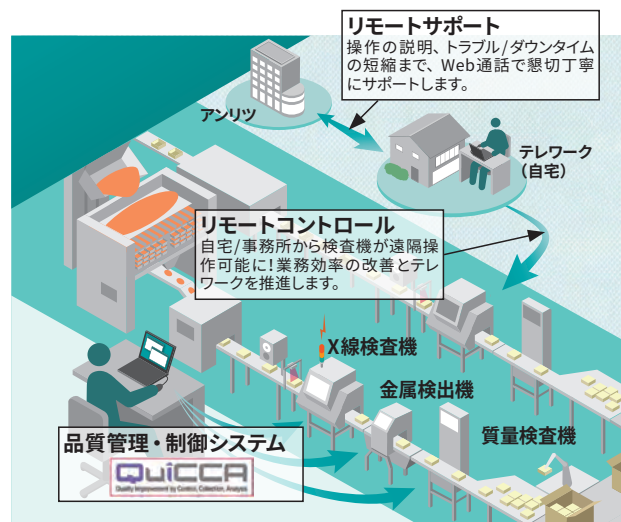 リモートサポート
操作の説明、トラブル/ダウンタイム
の短縮まで、Web通話で懇切丁寧
にサポートします。
アンリツ
テレワーク
(自宅)
リモートコントロール
自宅/事務所から検査機が遠隔操
作可能に!業務効率の改善とテレ
ワークを推進します。
X線検査機
金属検出機
質量検査機
品質管理・制御システム
QuiCCA
Quality Improvement by Control, Collection, Analysis